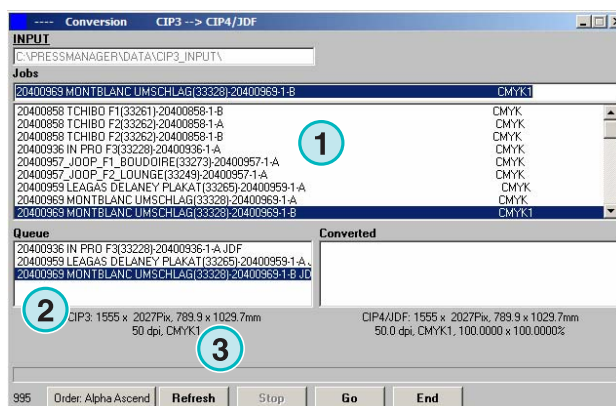 ---- Conversion CIP3 --> CIP4/JDF
INPUT
C:\PRESSMANAGER\DATA\CIP3_INPUT\
Jobs
20400969 MONTBLANC UMSCHLAG(33328)-20400969-1-B CMYK1
20400858 TCHIBO F1(33261)-20400858-1-B CMYK
20400858 TCHIBO F2(33262)-20400858-1-A CMYK
20400858 TCHIBO F2(33262)-20400858-1-B CMYK
20400936 IN PRO F3(33228)-20400936-1-A CMYK
20400957_JOOP_F1_BOUDOIRE(33273)-20400957-1-A CMYK
20400957_JOOP_F2_LOUNGE(33249)-20400957-1-A CMYK
20400959 LEAGAS DELANEY PLAKAT(33265)-20400959-1-A CMYK
20400969 MONTBLANC UMSCHLAG(33328)-20400969-1-A CMYK
20400969 MONTBLANC UMSCHLAG(33328)-20400969-1-B CMYK1
1
Queue Converted
20400936 IN PRO F3(33228)-20400936-1-A JDF
20400959 LEAGAS DELANEY PLAKAT(33265)-20400959-1-A J
20400969 MONTBLANC UMSCHLAG(33328)-20400969-1-B JD
2
CIP3: 1555 x 2027Pix, 789.9 x 1029.7mm CIP4/JDF: 1555 x 2027Pix, 789.9 x 1029.7mm
50 dpi, CMYK1 50.0 dpi, CMYK1, 100.0000 x 100.0000%
3
995 Order: Alpha Ascend Refresh Stop Go End